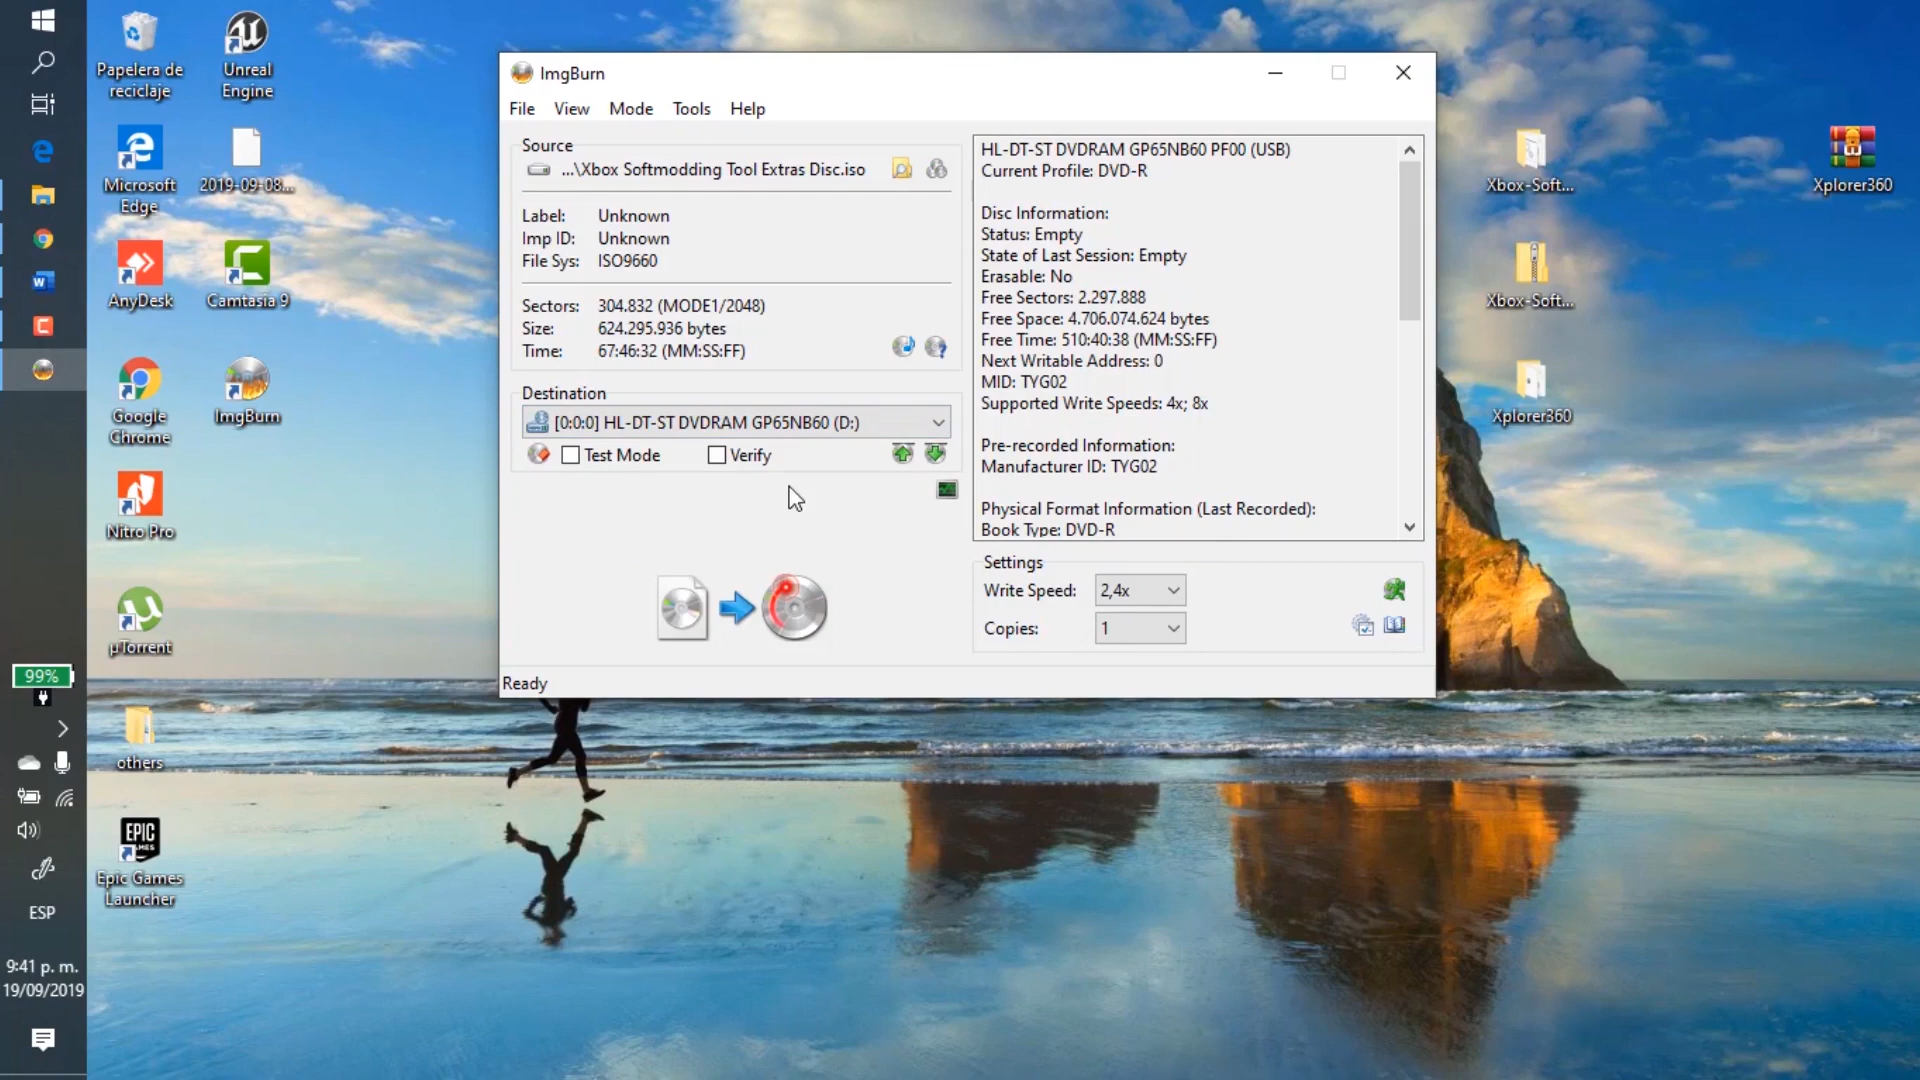 Papelera de
reciclaje
Unreal
Engine
Microsoft
Edge
2019-09-08...
AnyDesk
Camtasia 9
Google
Chrome
ImgBurn
Nitro Pro
µTorrent
others
EPIC
GAMES
Epic Games
Launcher
99%
ESP
9:41 p. m.
19/09/2019
ImgBurn
File View Mode Tools Help
Source
...\Xbox Softmodding Tool Extras Disc.iso
Label: Unknown
Imp ID: Unknown
File Sys: ISO9660
Sectors: 304.832 (MODE1/2048)
Size: 624.295.936 bytes
Time: 67:46:32 (MM:SS:FF)
Destination
[0:0:0] HL-DT-ST DVDRAM GP65NB60 (D:)
Test Mode Verify
Ready
HL-DT-ST DVDRAM GP65NB60 PF00 (USB)
Current Profile: DVD-R
Disc Information:
Status: Empty
State of Last Session: Empty
Erasable: No
Free Sectors: 2.297.888
Free Space: 4.706.074.624 bytes
Free Time: 510:40:38 (MM:SS:FF)
Next Writable Address: 0
MID: TYG02
Supported Write Speeds: 4x; 8x
Pre-recorded Information:
Manufacturer ID: TYG02
Physical Format Information (Last Recorded):
Book Type: DVD-R
Settings
Write Speed: 2,4x
Copies: 1
Xbox-Soft...
Xbox-Soft...
Xplorer360
Xplorer360